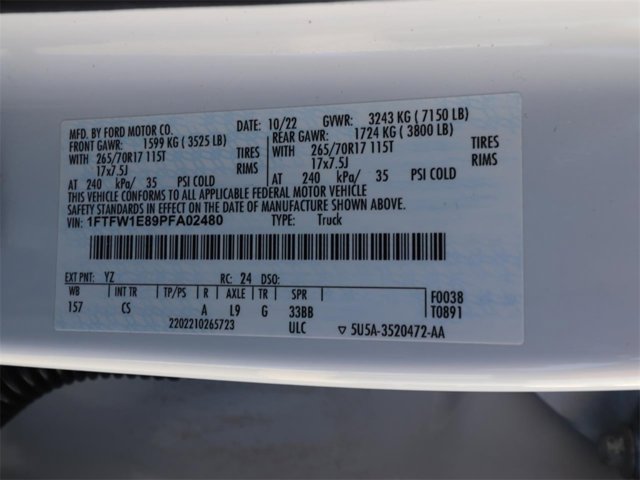 MFD. BY FORD MOTOR CO. DATE: 10/22 GVWR: 3243 KG ( 7150 LB)
FRONT GAWR: 1599 KG ( 3525 LB) REAR GAWR: 1724 KG ( 3800 LB)
WITH 265/70R17 115T TIRES WITH 265/70R17 115T TIRES
17x7.5J RIMS 17x7.5J RIMS
AT 240 kPa/ 35 PSI COLD AT 240 kPa/ 35 PSI COLD
THIS VEHICLE CONFORMS TO ALL APPLICABLE FEDERAL MOTOR VEHICLE
SAFETY STANDARDS IN EFFECT ON THE DATE OF MANUFACTURE SHOWN ABOVE.
VIN: 1FTFW1E89PFA02480 TYPE: Truck
EXT PNT: YZ RC: 24 DSO:
WB INT TR TP/PS R AXLE TR SPR F0038
157 CS A L9 G 33BB T0891
2202210265723 ULC ▽ 5U5A-3520472-AA